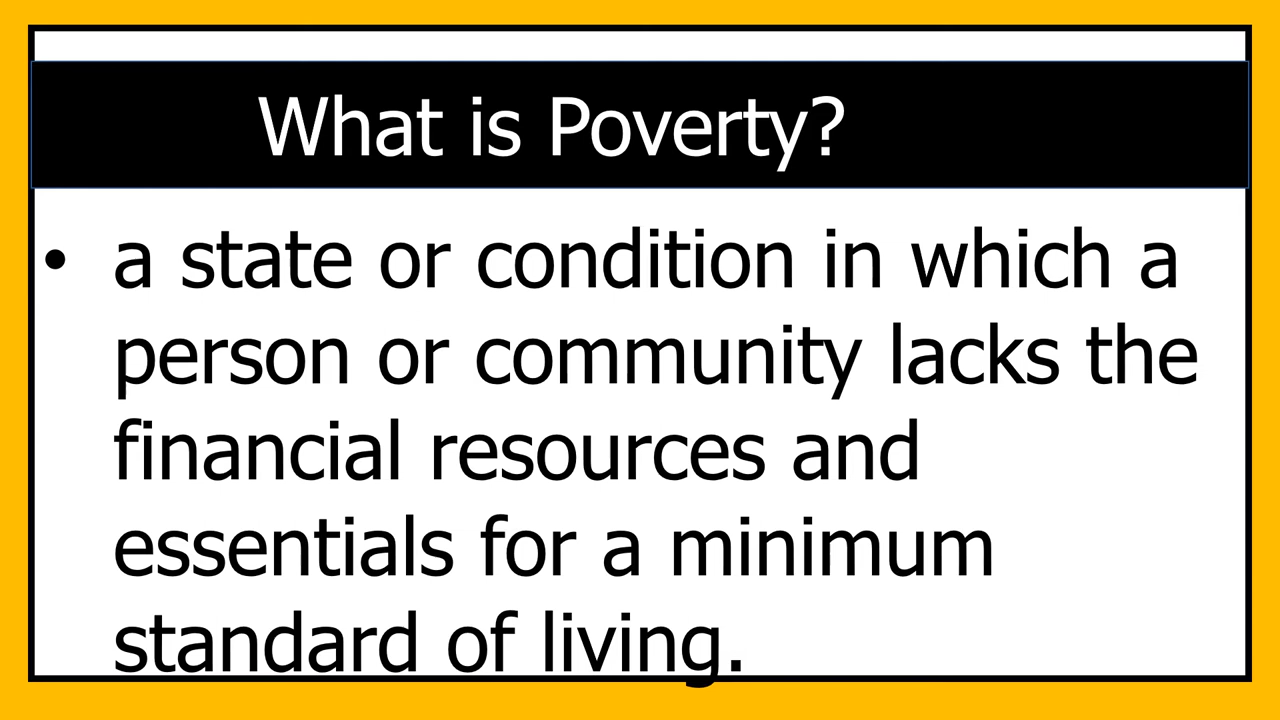 What is Poverty?
• a state or condition in which a
person or community lacks the
financial resources and
essentials for a minimum
standard of living.